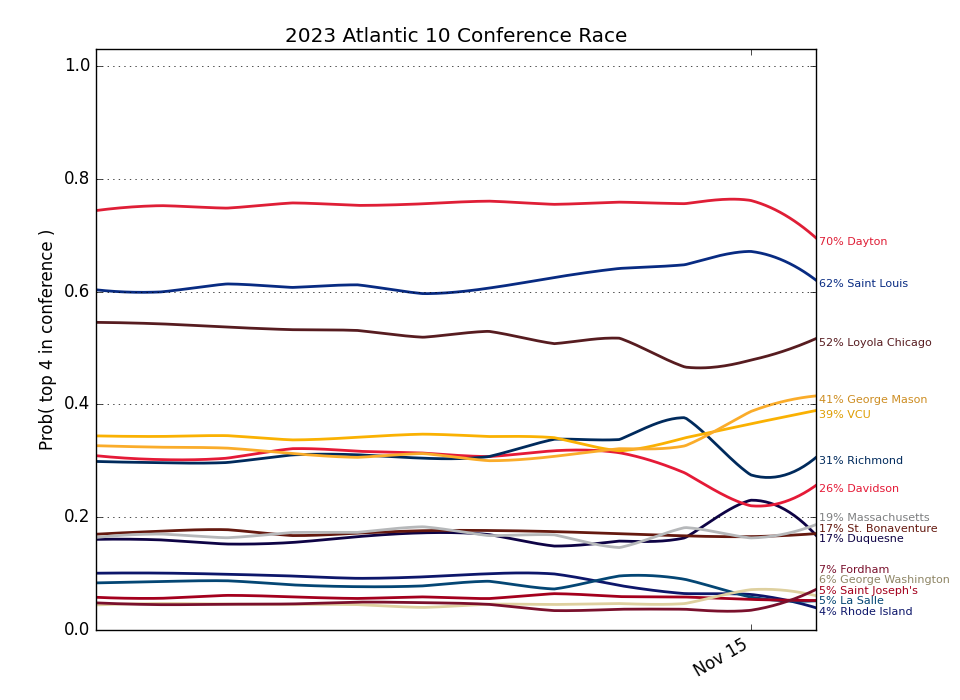 2023 Atlantic 10 Conference Race
Prob( top 4 in conference )
1.0
0.8
0.6
0.4
0.2
0.0
Nov 15
70% Dayton
62% Saint Louis
52% Loyola Chicago
41% George Mason
39% VCU
31% Richmond
26% Davidson
19% Massachusetts
17% St. Bonaventure
17% Duquesne
7% Fordham
6% George Washington
5% Saint Joseph's
5% La Salle
4% Rhode Island